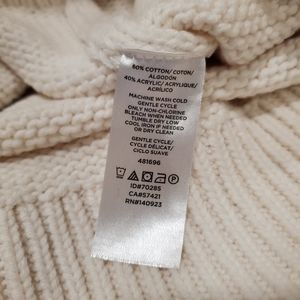 60% COTTON/ COTON/
ALGODÓN
40% ACRYLIC/ ACRYLIQUE/
ACRÍLICO
MACHINE WASH COLD
GENTLE CYCLE
ONLY NON-CHLORINE
BLEACH WHEN NEEDED
TUMBLE DRY LOW
COOL IRON IF NEEDED
OR DRY CLEAN
GENTLE CYCLE/
CYCLE DÉLICAT/
CICLO SUAVE
481696
ID#70285
CA#57421
RN#140923